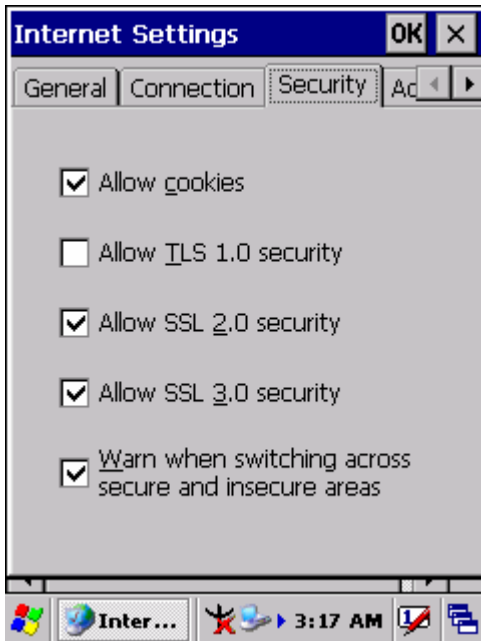 Internet Settings OK
General Connection Security Ad
Allow cookies
Allow TLS 1.0 security
Allow SSL 2.0 security
Allow SSL 3.0 security
Warn when switching across
secure and insecure areas
Inter... 3:17 AM